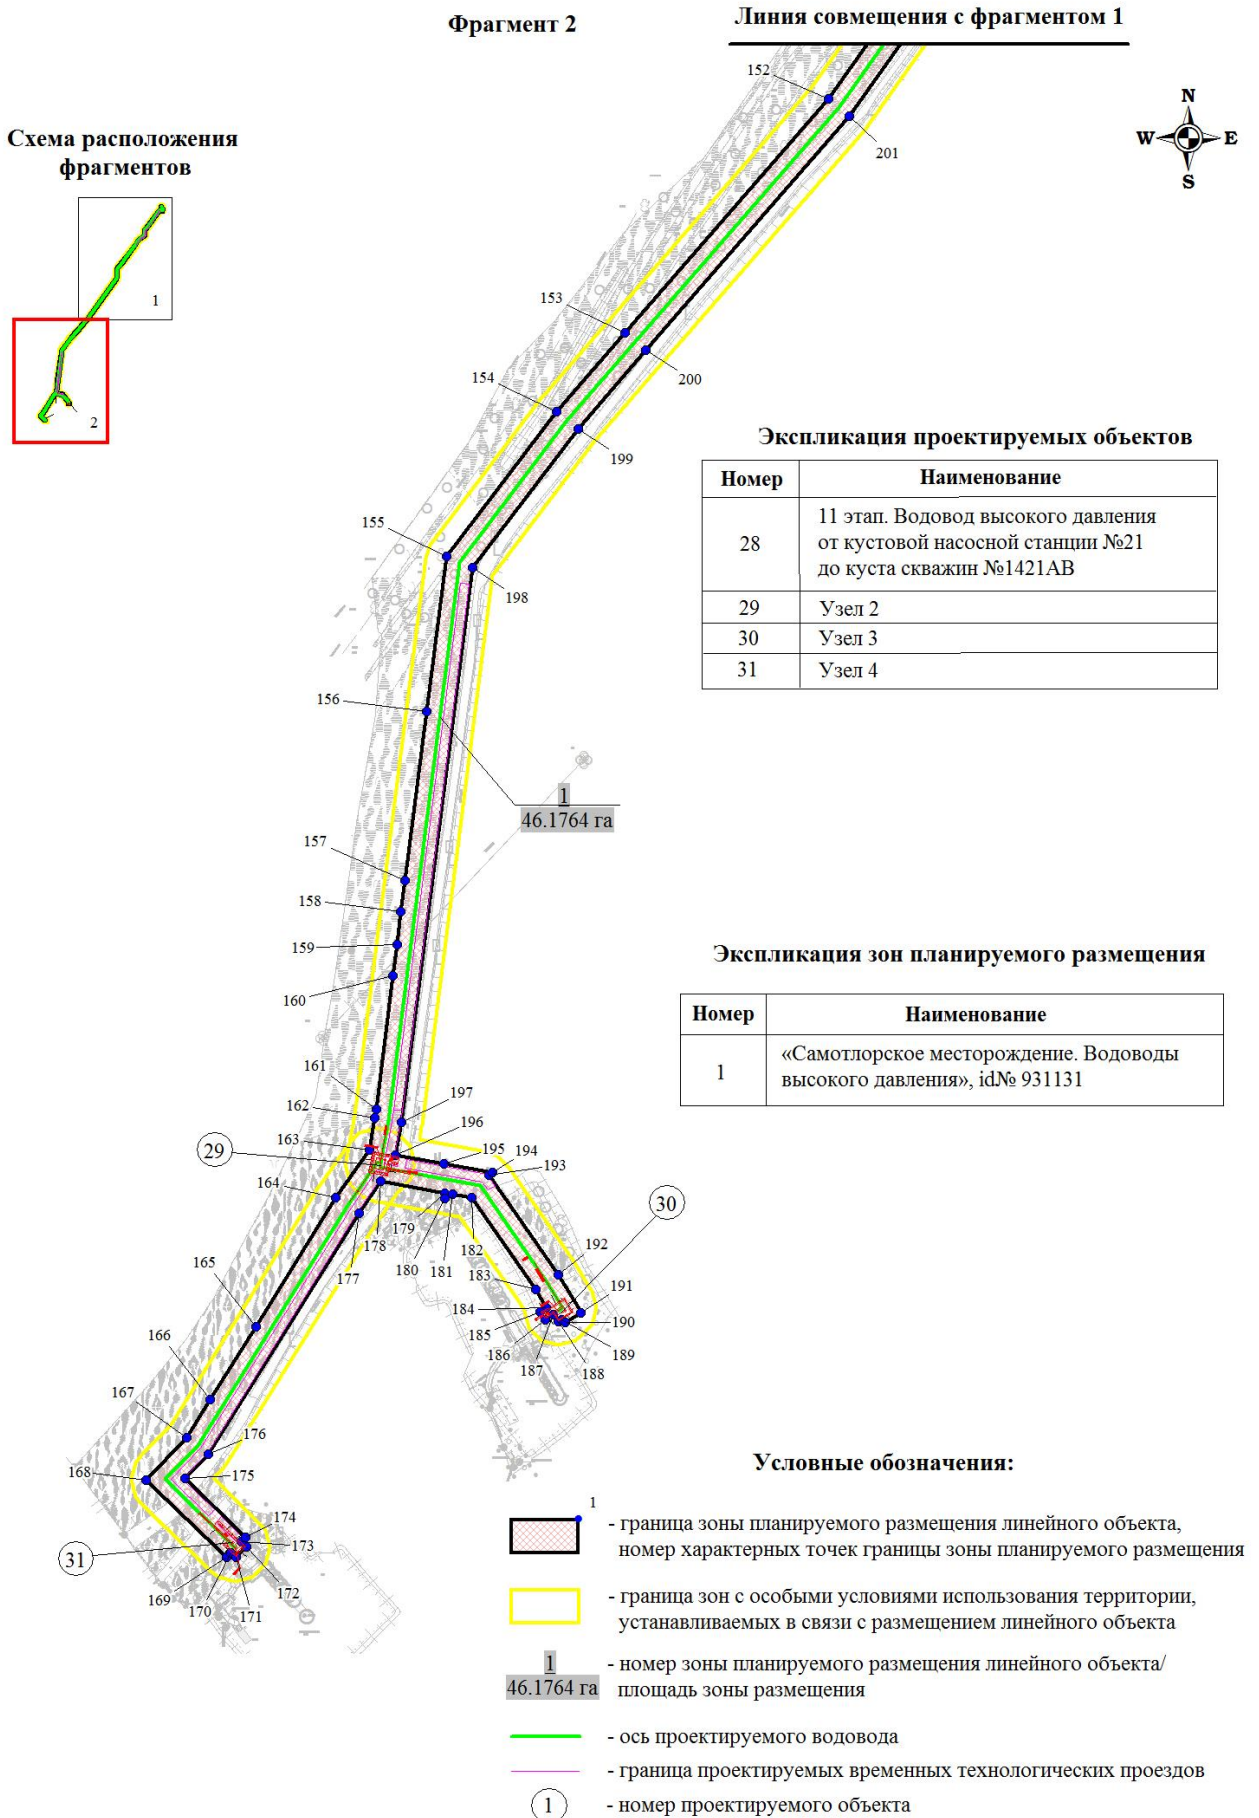 Фрагмент 2
Линия совмещения с фрагментом 1
N
W E
S
Схема расположения
фрагментов
1
2
152
201
153
200
154
199
155
198
156
1
46.1764 га
157
158
159
160
161
162
197
163
196
29
195
194
193
164
30
179
178
180
181
182
177
192
183
191
165
184
185
190
186
189
187
188
166
167
176
168
175
174
31
173
169
172
170
171
Экспликация проектируемых объектов
Номер Наименование
28 11 этап. Водовод высокого давления
от кустовой насосной станции №21
до куста скважин №1421АВ
29 Узел 2
30 Узел 3
31 Узел 4
Экспликация зон планируемого размещения
Номер Наименование
1 «Самотлорское месторождение. Водоводы
высокого давления», id№ 931131
Условные обозначения:
1
- граница зоны планируемого размещения линейного объекта,
номер характерных точек границы зоны планируемого размещения
- граница зон с особыми условиями использования территории,
устанавливаемых в связи с размещением линейного объекта
1
46.1764 га
- номер зоны планируемого размещения линейного объекта/
площадь зоны размещения
- ось проектируемого водовода
- граница проектируемых временных технологических проездов
1 - номер проектируемого объекта